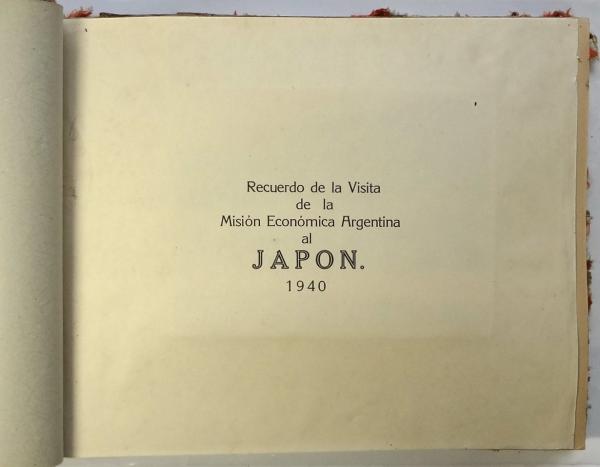 Recuerdo de la Visita
de la
Misión Económica Argentina
al
JAPON.
1940